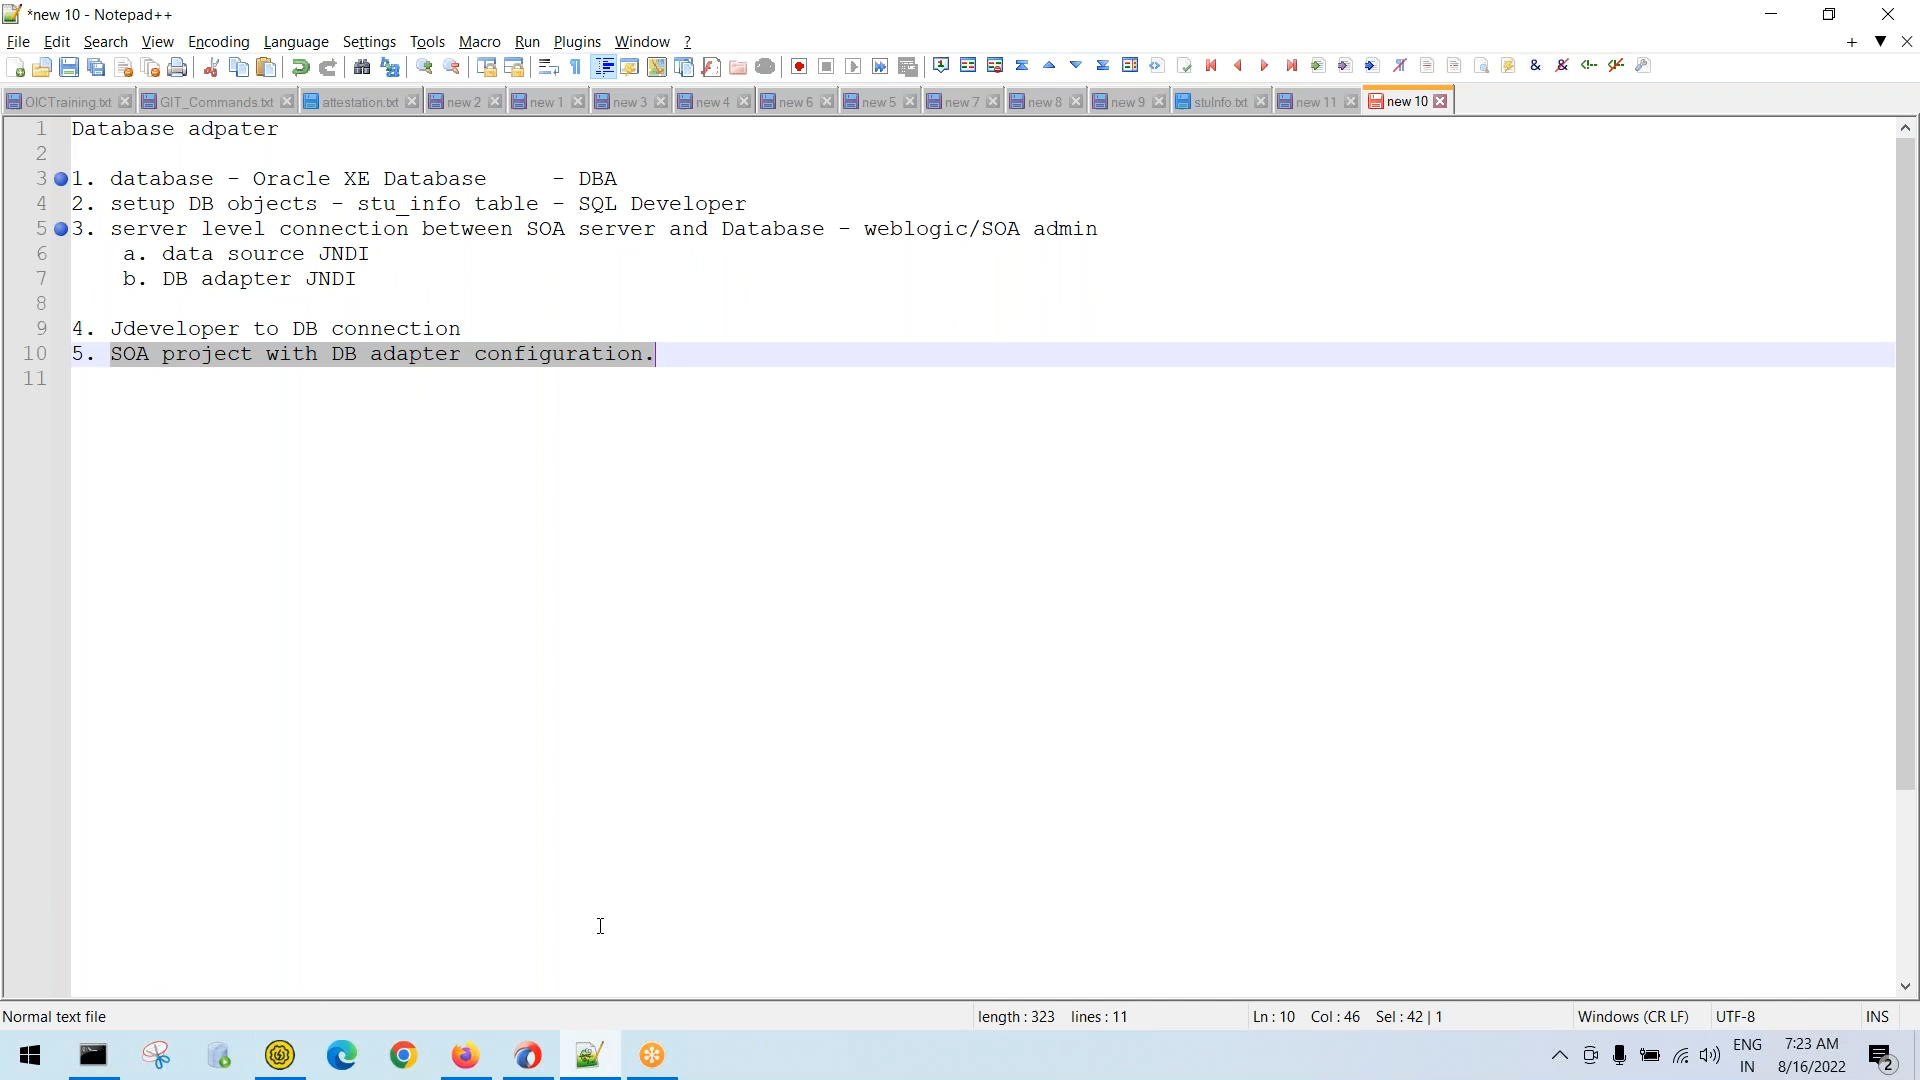 *new 10 - Notepad++
File Edit Search View Encoding Language Settings Tools Macro Run Plugins Window ?
OICTraining.txt GIT_Commands.txt attestation.txt new 2 new 1 new 3 new 4 new 6 new 5 new 7 new 8 new 9 stuInfo.txt new 11 new 10
1 Database adpater
2
3 1. database - Oracle XE Database - DBA
4 2. setup DB objects - stu_info table - SQL Developer
5 3. server level connection between SOA server and Database - weblogic/SOA admin
6 a. data source JNDI
7 b. DB adapter JNDI
8
9 4. Jdeveloper to DB connection
10 5. SOA project with DB adapter configuration.
11
Normal text file length : 323 lines : 11 Ln : 10 Col : 46 Sel : 42 | 1 Windows (CR LF) UTF-8 INS
ENG 7:23 AM
IN 8/16/2022 2